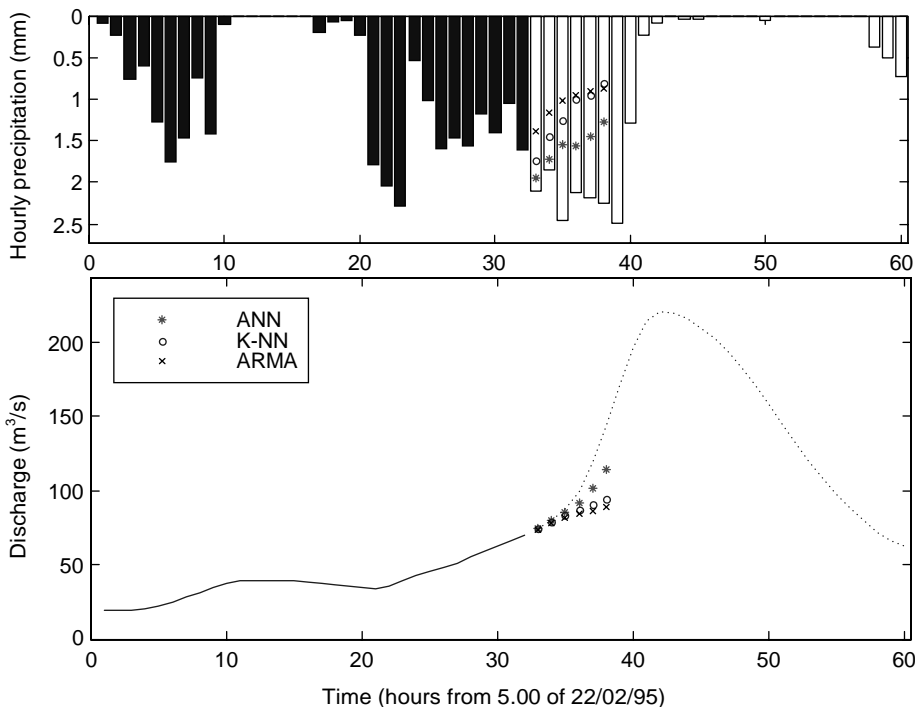 Hourly precipitation (mm)
0
0.5
1
1.5
2
2.5
0 10 20 30 40 50 60
Discharge (m³/s)
200
150
100
50
0
ANN
K-NN
ARMA
0 10 20 30 40 50 60
Time (hours from 5.00 of 22/02/95)